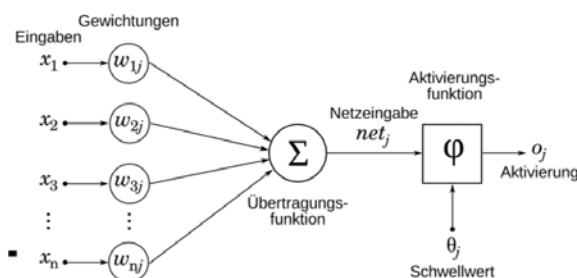 Gewichtungen
Eingaben
x₁ w₁ⱼ
x₂ w₂ⱼ
x₃ w₃ⱼ
⋮ ⋮
xₙ wₙⱼ
Σ
Übertragungs-
funktion
Netzeingabe
netⱼ
Aktivierungs-
funktion
φ
oⱼ
Aktivierung
θⱼ
Schwellwert